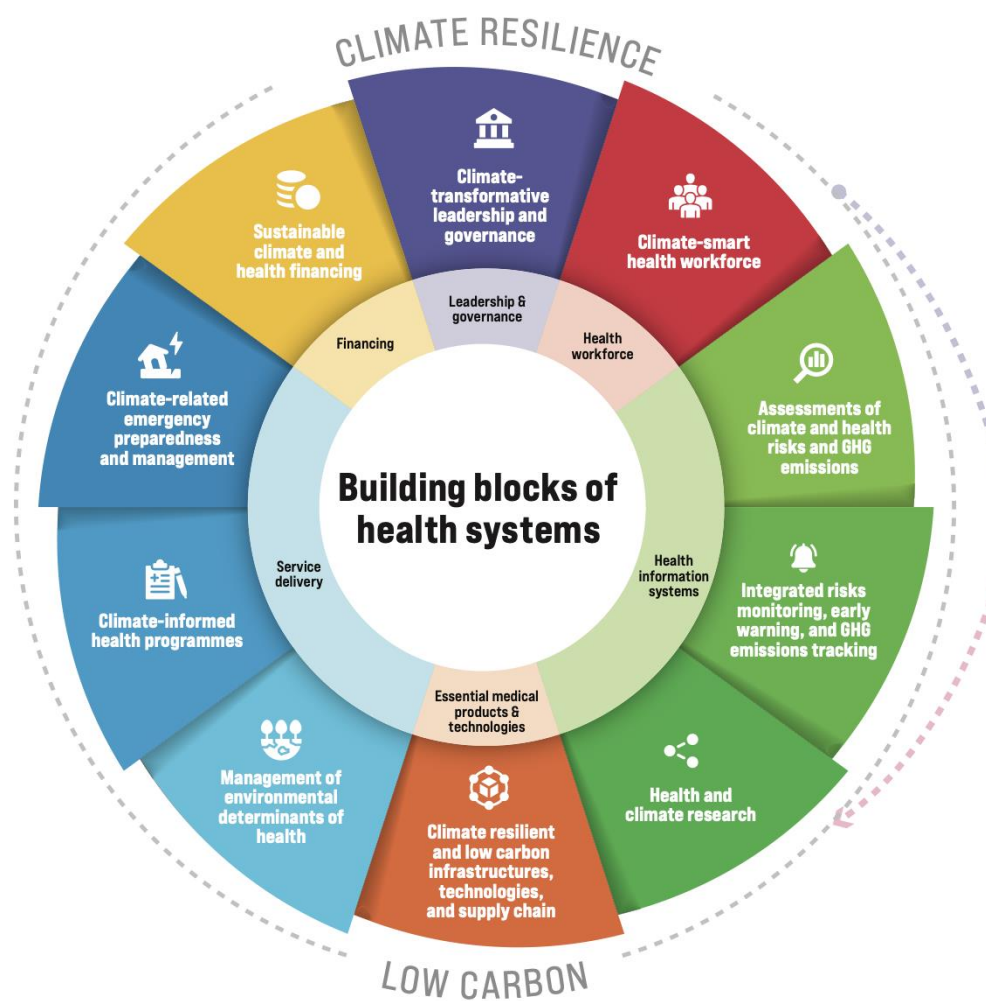 CLIMATE RESILIENCE
Climate-
transformative
leadership and
governance
Climate-smart
health workforce
Assessments of
climate and health
risks and GHG
emissions
Integrated risks
monitoring, early
warning, and GHG
emissions tracking
Health and
climate research
Climate resilient
and low carbon
infrastructures,
technologies,
and supply chain
Management of
environmental
determinants of
health
Climate-informed
health programmes
Climate-related
emergency
preparedness
and management
Sustainable
climate and
health financing
Leadership &
governance
Health
workforce
Health
information
systems
Essential medical
products &
technologies
Service
delivery
Financing
Building blocks of
health systems
LOW CARBON